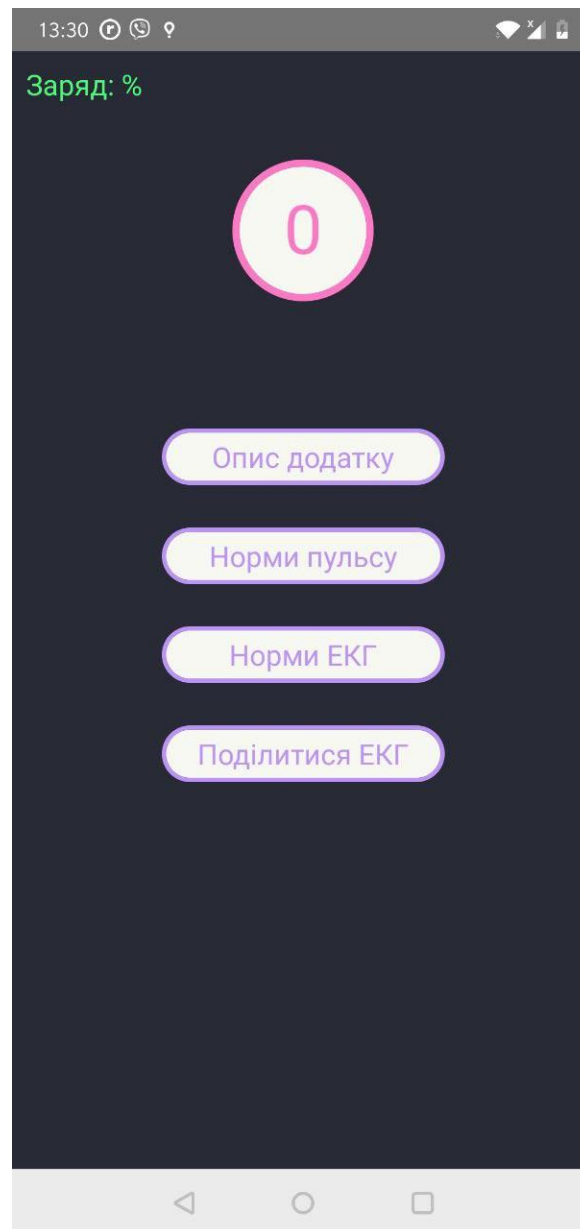 13:30
Заряд: %
0
Опис додатку
Норми пульсу
Норми ЕКГ
Поділитися ЕКГ